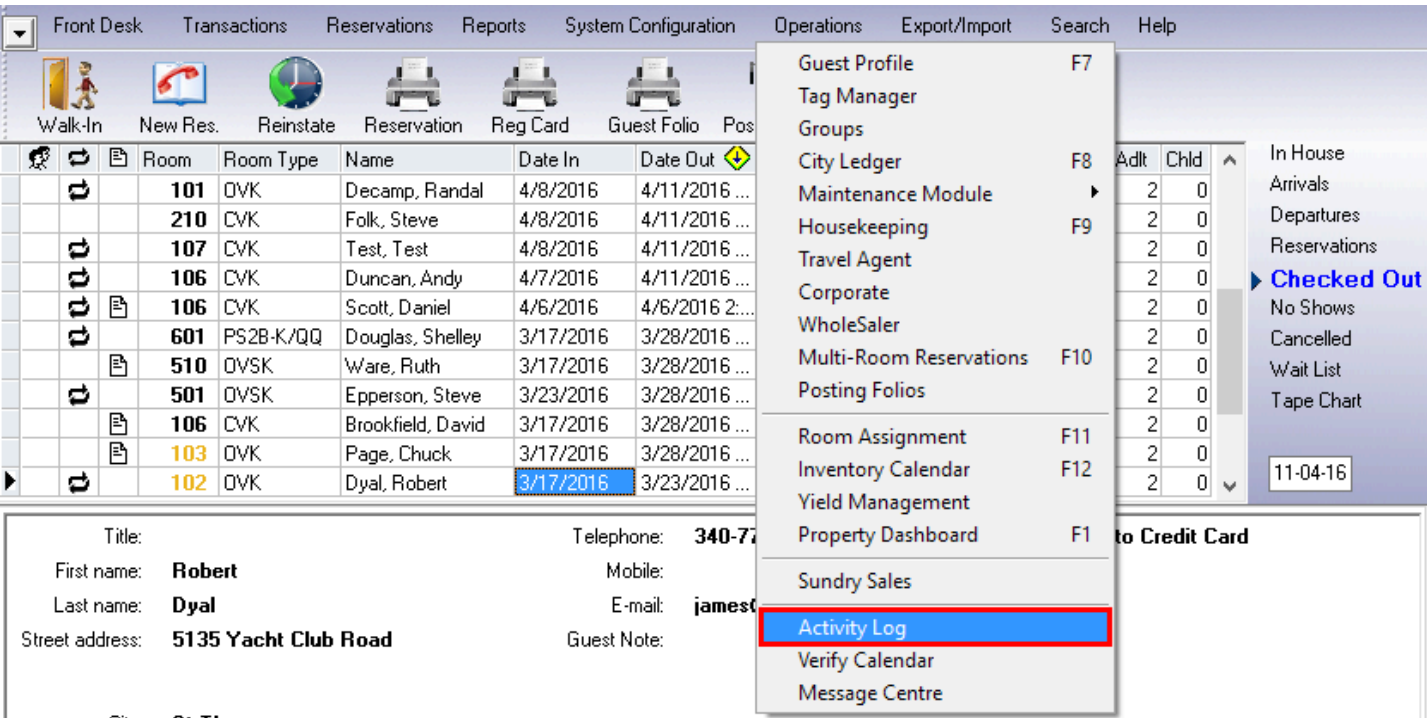 Front Desk Transactions Reservations Reports System Configuration Operations Export/Import Search Help
Walk-In New Res. Reinstate Reservation Reg Card Guest Folio Pos
Room Room Type Name Date In Date Out Adlt Chld
101 OVK Decamp, Randal 4/8/2016 4/11/2016 ... 2 0
210 CVK Folk, Steve 4/8/2016 4/11/2016 ... 2 0
107 CVK Test, Test 4/8/2016 4/11/2016 ... 2 0
106 CVK Duncan, Andy 4/7/2016 4/11/2016 ... 2 0
106 CVK Scott, Daniel 4/6/2016 4/6/2016 2:... 2 0
601 PS2B-K/QQ Douglas, Shelley 3/17/2016 3/28/2016 ... 2 0
510 OVSK Ware, Ruth 3/17/2016 3/28/2016 ... 2 0
501 OVSK Epperson, Steve 3/23/2016 3/28/2016 ... 2 0
106 CVK Brookfield, David 3/17/2016 3/28/2016 ... 2 0
103 OVK Page, Chuck 3/17/2016 3/28/2016 ... 2 0
102 OVK Dyal, Robert 3/17/2016 3/23/2016 ... 2 0
Guest Profile F7
Tag Manager
Groups
City Ledger F8
Maintenance Module
Housekeeping F9
Travel Agent
Corporate
WholeSaler
Multi-Room Reservations F10
Posting Folios
Room Assignment F11
Inventory Calendar F12
Yield Management
Property Dashboard F1
Sundry Sales
Activity Log
Verify Calendar
Message Centre
In House
Arrivals
Departures
Reservations
Checked Out
No Shows
Cancelled
Wait List
Tape Chart
11-04-16
Title: Telephone: 340-77 to Credit Card
First name: Robert Mobile:
Last name: Dyal E-mail: james
Street address: 5135 Yacht Club Road Guest Note: